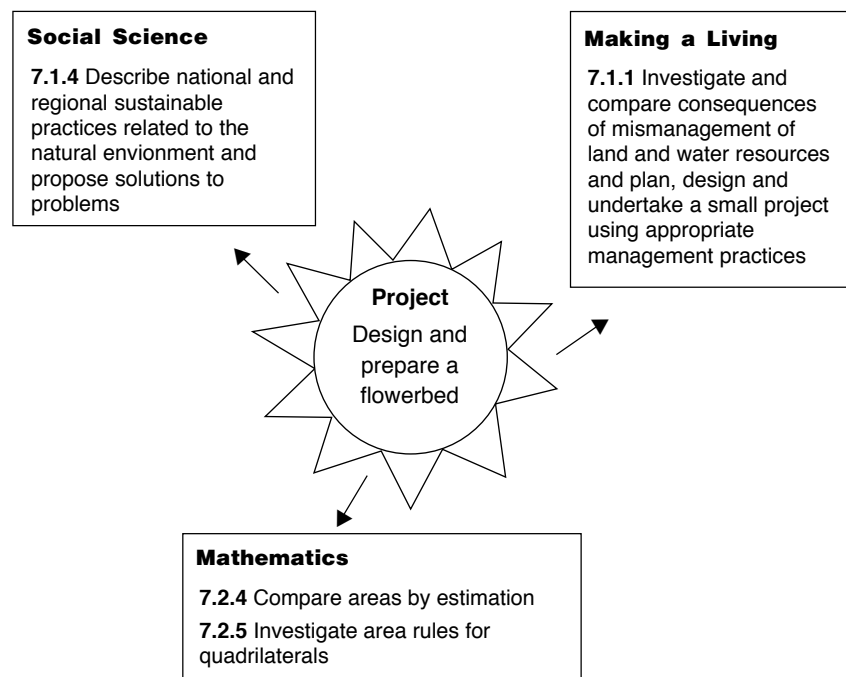 Social Science
7.1.4 Describe national and
regional sustainable
practices related to the
natural envionment and
propose solutions to
problems
Making a Living
7.1.1 Investigate and
compare consequences
of mismanagement of
land and water resources
and plan, design and
undertake a small project
using appropriate
management practices
Project
Design and
prepare a
flowerbed
Mathematics
7.2.4 Compare areas by estimation
7.2.5 Investigate area rules for
quadrilaterals